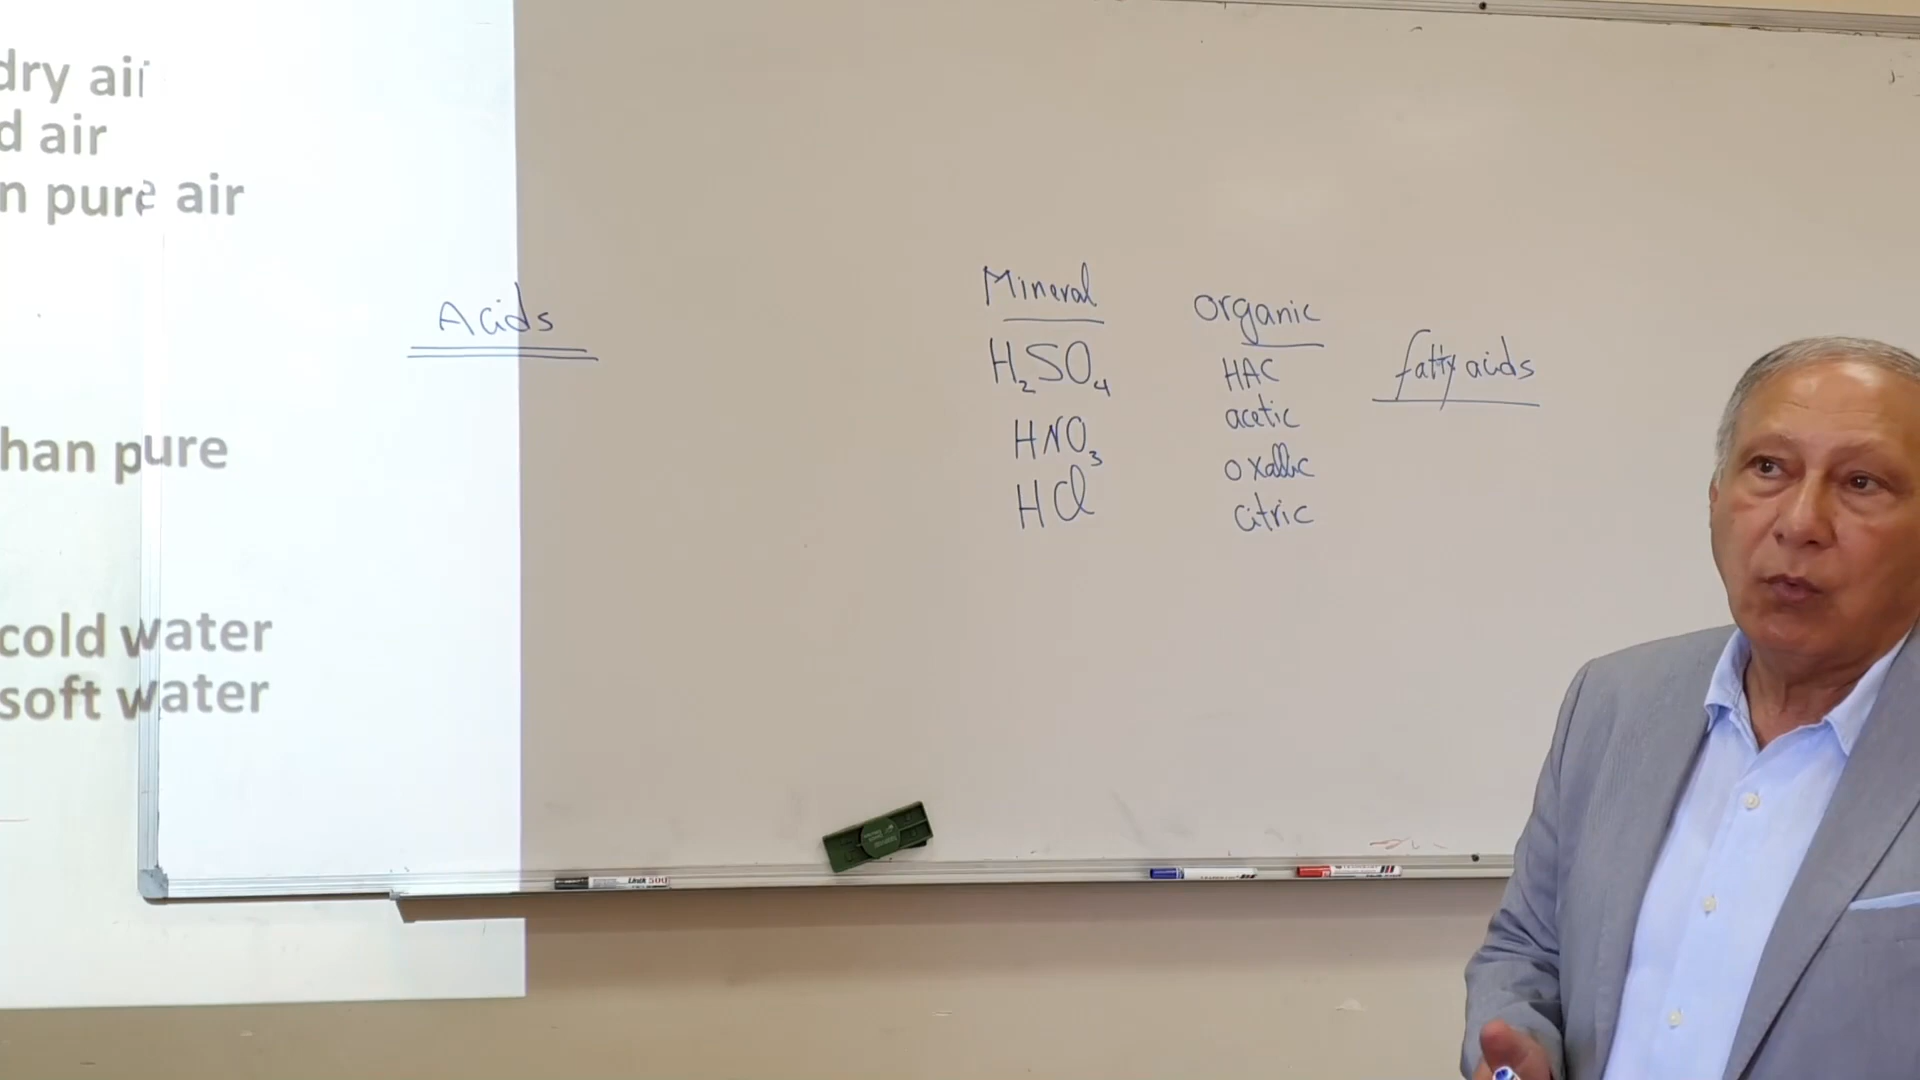 dry air
d air
n pure air
han pure
cold water
soft water
Acids
Mineral
H₂SO₄
HNO₃
HCl
organic
HAC
acetic
oxallic
citric
fatty acids
500